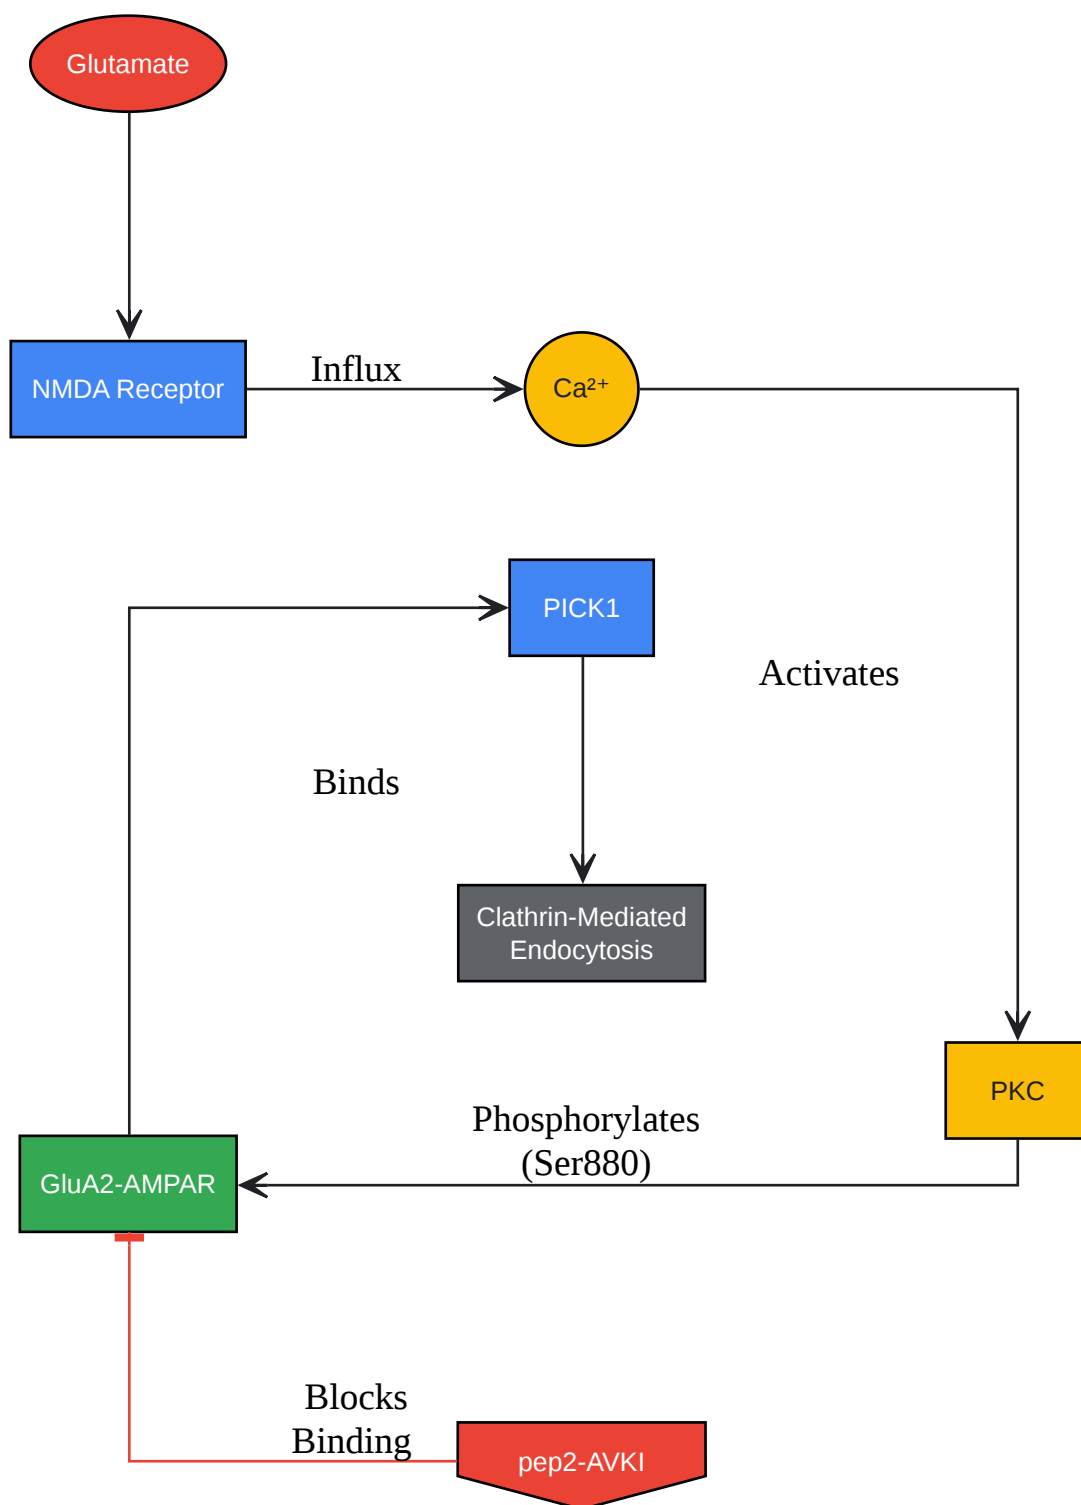 Glutamate
NMDA Receptor
Influx
Ca²⁺
PICK1
Activates
Binds
Clathrin-Mediated
Endocytosis
PKC
Phosphorylates
(Ser880)
GluA2-AMPAR
Blocks
Binding
pep2-AVKI